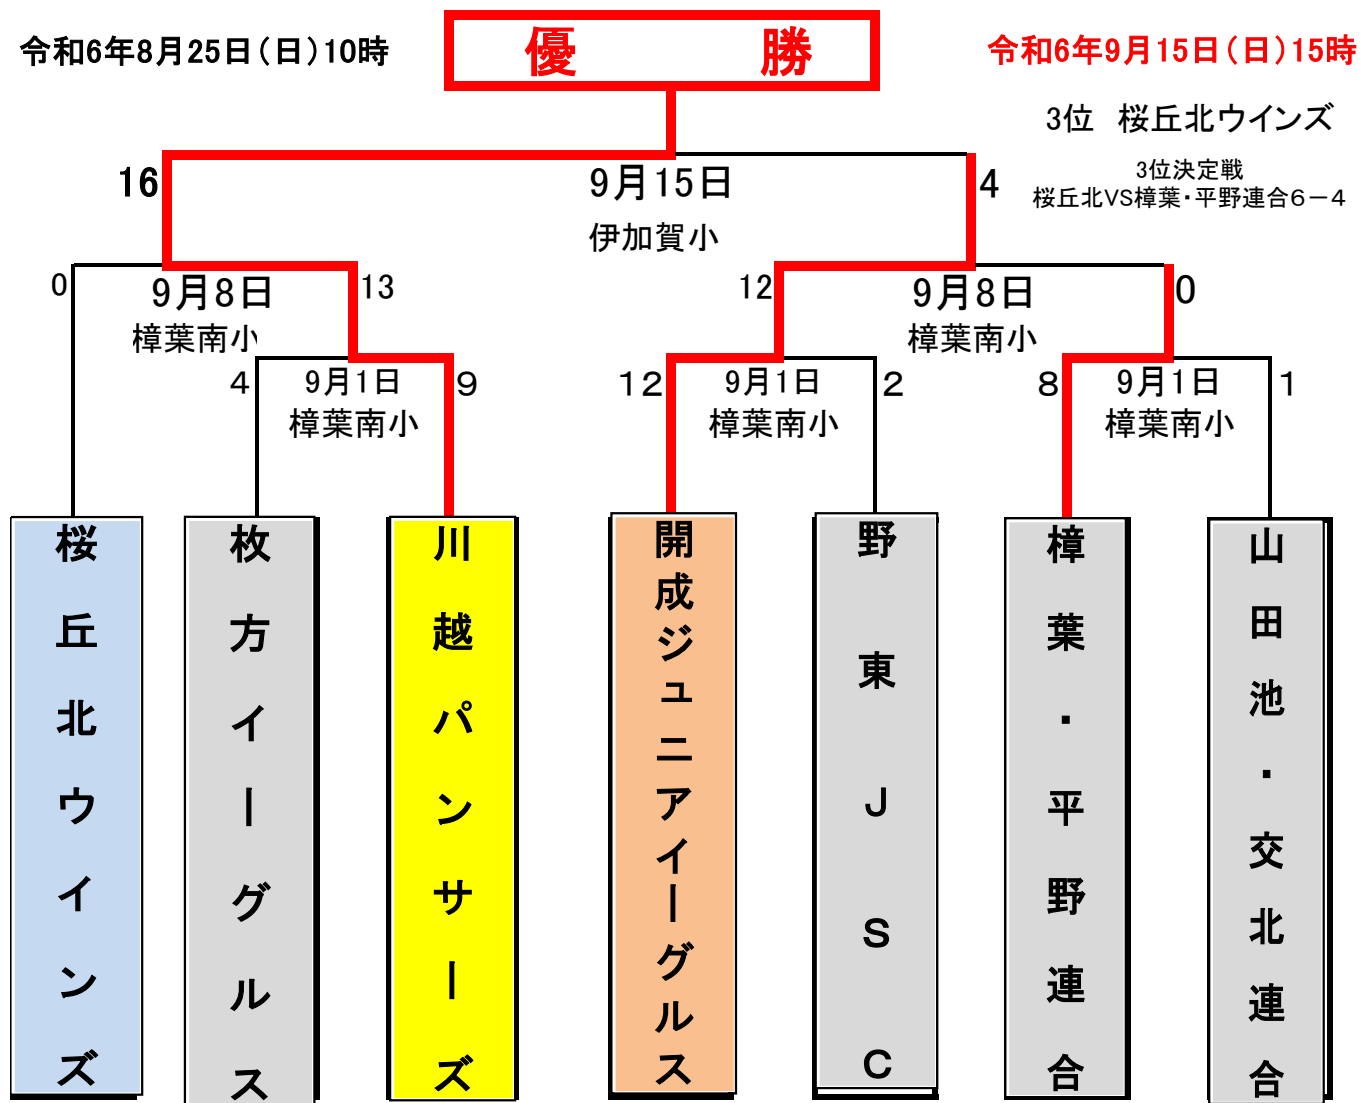 令和6年8月25日(日)10時
優　　勝
令和6年9月15日(日)15時
3位　桜丘北ウインズ
3位決定戦
桜丘北VS樟葉・平野連合6－4
16
9月15日
4
伊加賀小
0
9月8日
13
12
9月8日
0
樟葉南小
樟葉南小
4
9月1日
9
12
9月1日
2
8
9月1日
1
樟葉南小
樟葉南小
樟葉南小
桜丘北ウインズ
枚方イーグルス
川越パンサーズ
開成ジュニアイーグルス
野東JSC
樟葉・平野連合
山田池・交北連合